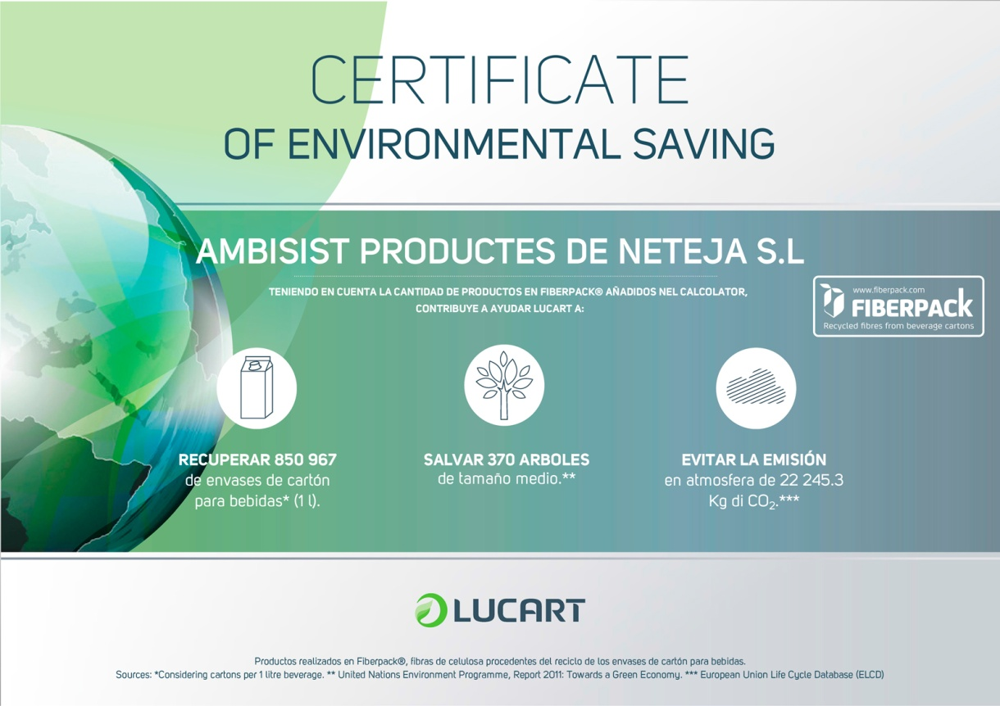 CERTIFICATE
OF ENVIRONMENTAL SAVING
AMBISIST PRODUCTES DE NETEJA S.L
TENIENDO EN CUENTA LA CANTIDAD DE PRODUCTOS EN FIBERPACK® AÑADIDOS NEL CALCOLATOR,
CONTRIBUYE A AYUDAR LUCART A:
www.fiberpack.com
FIBERPACK
Recycled fibres from beverage cartons
RECUPERAR 850 967
de envases de cartón
para bebidas* (1 l).
SALVAR 370 ARBOLES
de tamaño medio.**
EVITAR LA EMISIÓN
en atmosfera de 22 245.3
Kg di CO₂.***
LUCART
Productos realizados en Fiberpack®, fibras de celulosa procedentes del reciclo de los envases de cartón para bebidas.
Sources: *Considering cartons per 1 litre beverage. ** United Nations Environment Programme, Report 2011: Towards a Green Economy. *** European Union Life Cycle Database (ELCD)